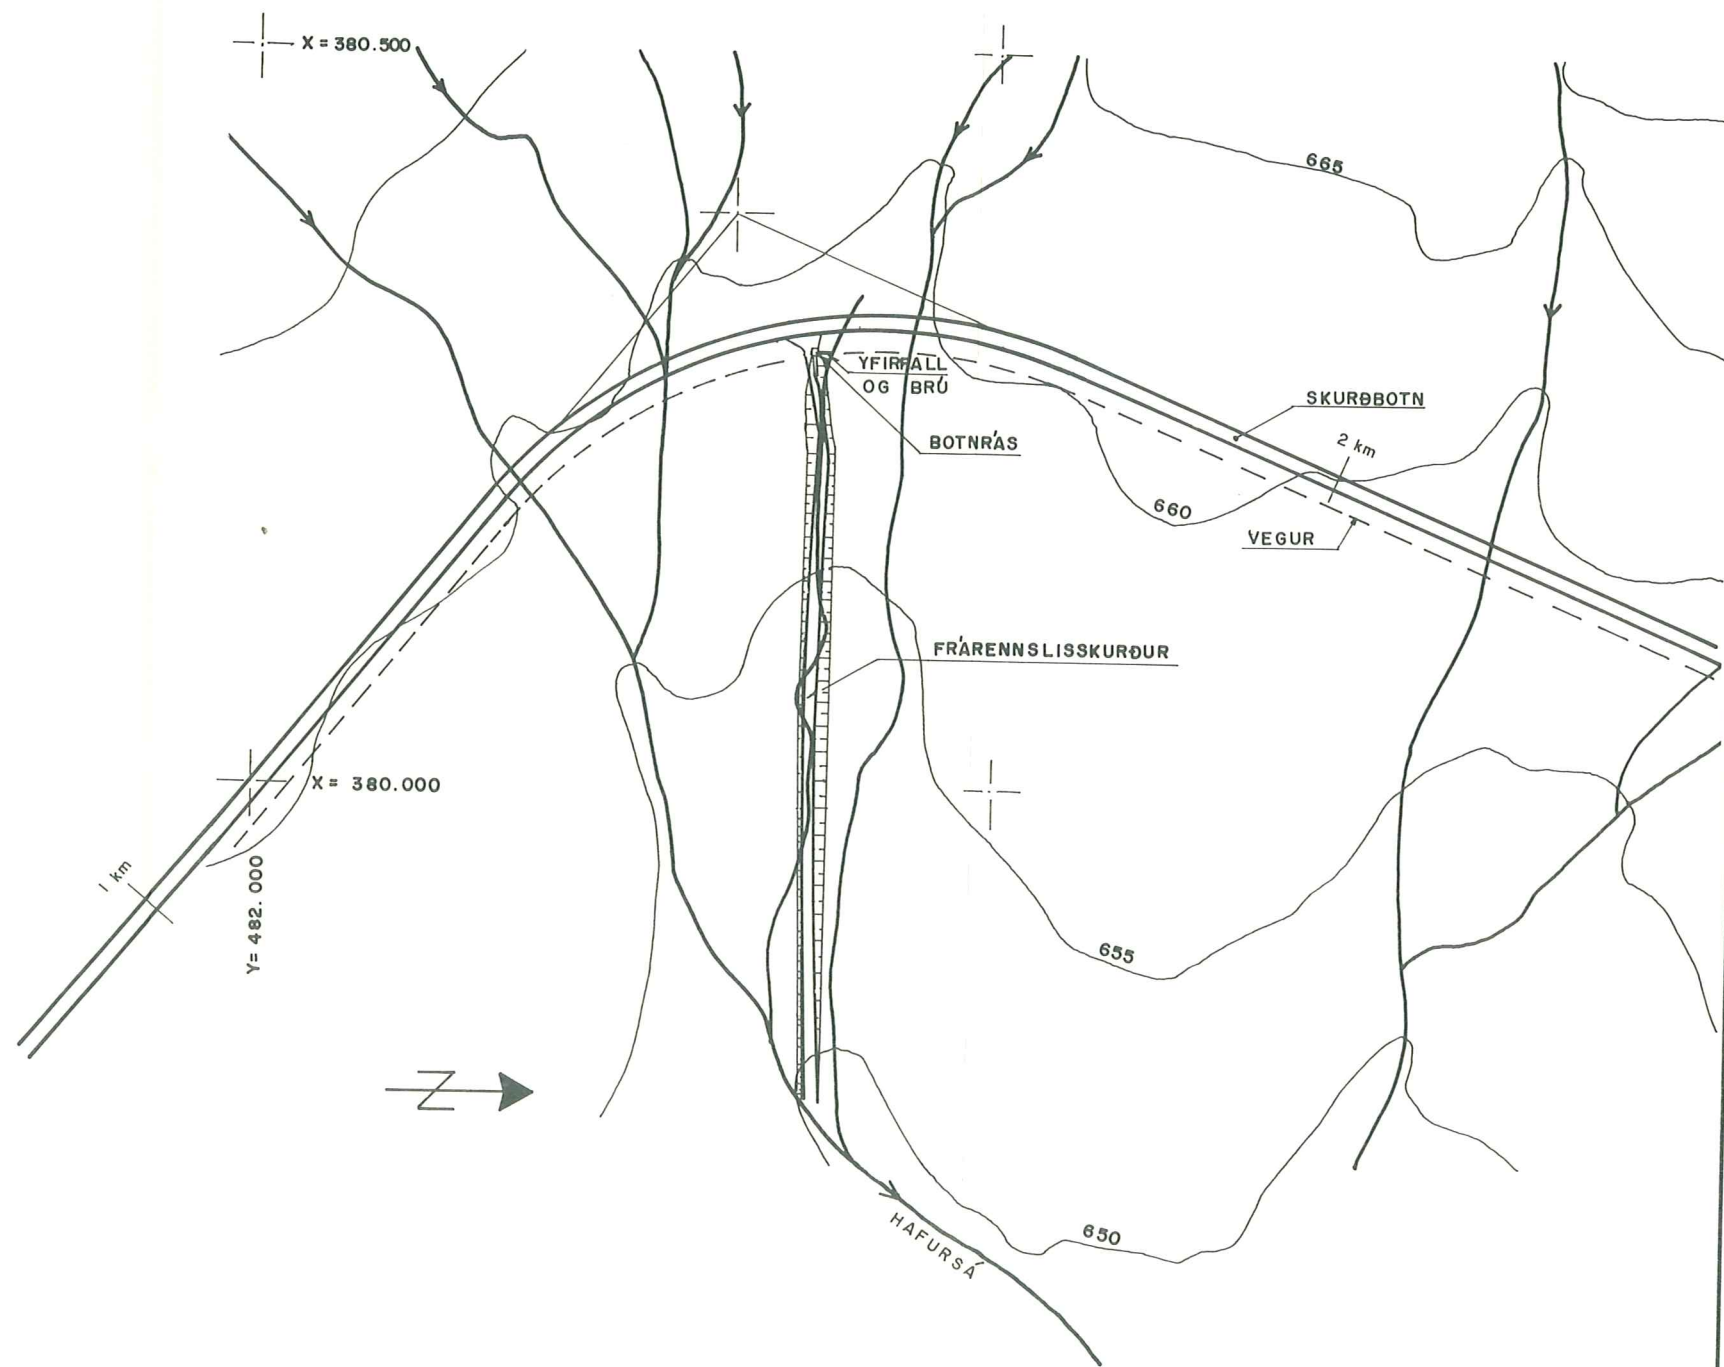 X = 380.500
665
YFIRFALL
OG BRÚ
SKURÐBOTN
BOTNRÁS
2 km
660
VEGUR
FRÁRENNSLISSKURÐUR
X = 380.000
1 km
Y= 482.000
655
650
HAFURSÁ